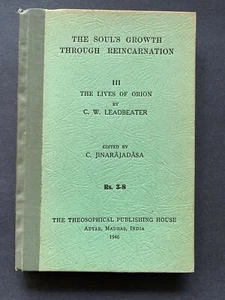 THE SOUL'S GROWTH
THROUGH REINCARNATION
III
THE LIVES OF ORION
BY
C. W. LEADBEATER
EDITED BY
C. JINARĀJADĀSA
Rs. 3-8
THE THEOSOPHICAL PUBLISHING HOUSE
ADYAR, MADRAS, INDIA
1946